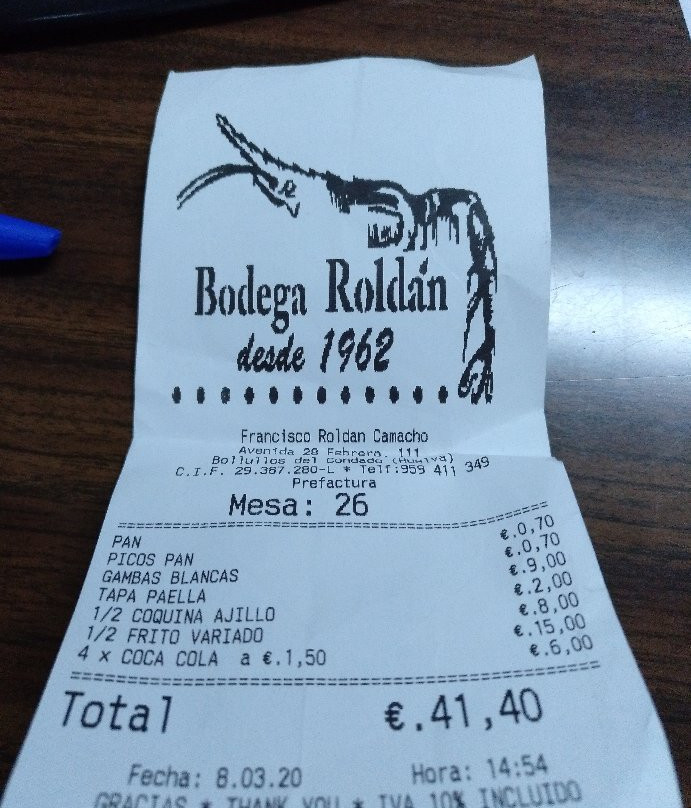 Bodega Roldán
desde 1962
Francisco Roldan Camacho
Avenida 28 Febrero, 111
Bollullos del Condado (Huelva)
C.I.F. 29.367.280-L * Telf:959 411 349
Prefactura
Mesa: 26
PAN €.0,70
PICOS PAN €.0,70
GAMBAS BLANCAS €.9,00
TAPA PAELLA €.2,00
1/2 COQUINA AJILLO €.8,00
1/2 FRITO VARIADO €.15,00
4 x COCA COLA a €.1,50 €.6,00
Total €.41,40
Fecha: 8.03.20 Hora: 14:54
GRACIAS * THANK YOU * IVA 10% INCLUIDO